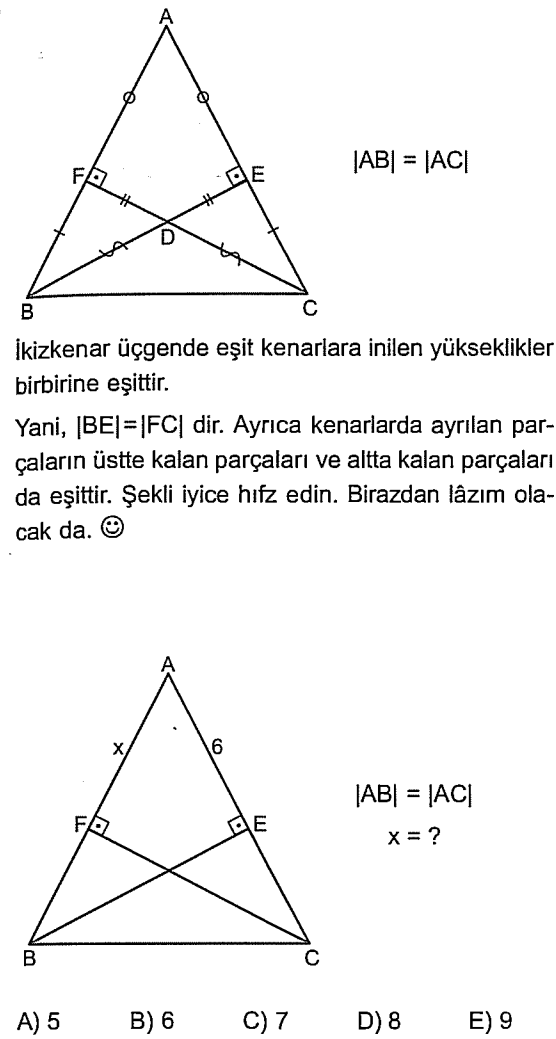 A
F
E
D
B
C
|AB| = |AC|
İkizkenar üçgende eşit kenarlara inilen yükseklikler
birbirine eşittir.
Yani, |BE|=|FC| dir. Ayrıca kenarlarda ayrılan par-
çaların üstte kalan parçaları ve altta kalan parçaları
da eşittir. Şekli iyice hıfz edin. Birazdan lâzım ola-
cak da. ☺
A
x
6
F
E
B
C
|AB| = |AC|
x = ?
A) 5 B) 6 C) 7 D) 8 E) 9